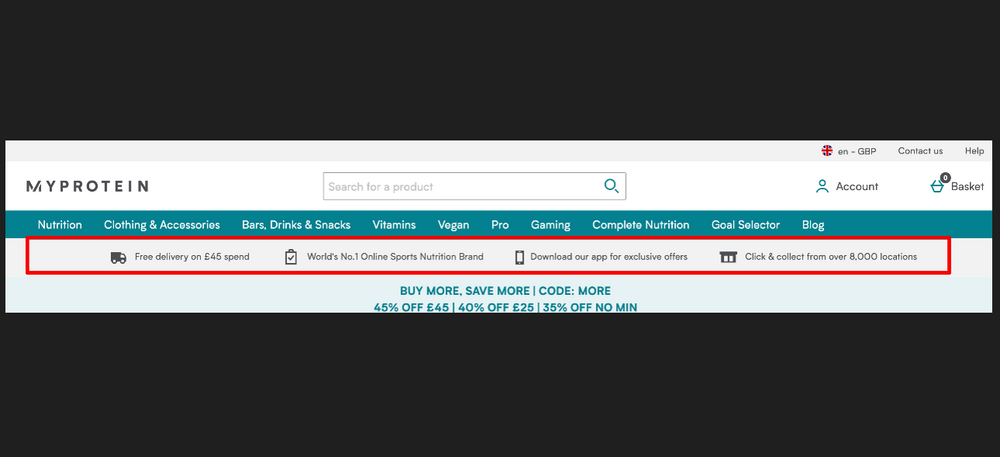 en - GBP Contact us Help
MYPROTEIN Search for a product Account 0 Basket
Nutrition Clothing & Accessories Bars, Drinks & Snacks Vitamins Vegan Pro Gaming Complete Nutrition Goal Selector Blog
Free delivery on £45 spend World's No.1 Online Sports Nutrition Brand Download our app for exclusive offers Click & collect from over 8,000 locations
BUY MORE, SAVE MORE | CODE: MORE
45% OFF £45 | 40% OFF £25 | 35% OFF NO MIN